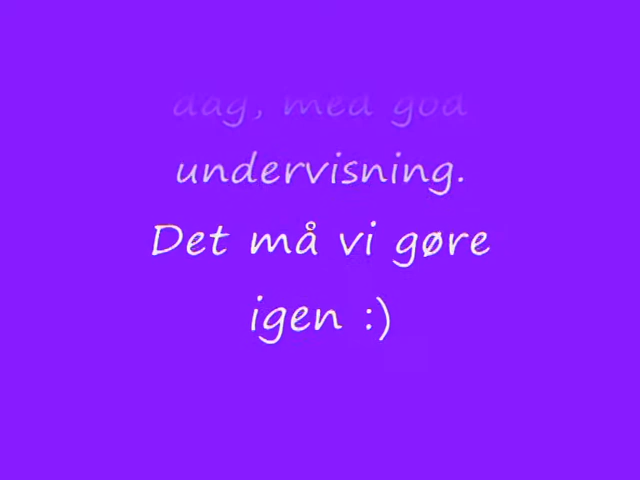 dag, med god
undervisning.
Det må vi gøre
igen :)